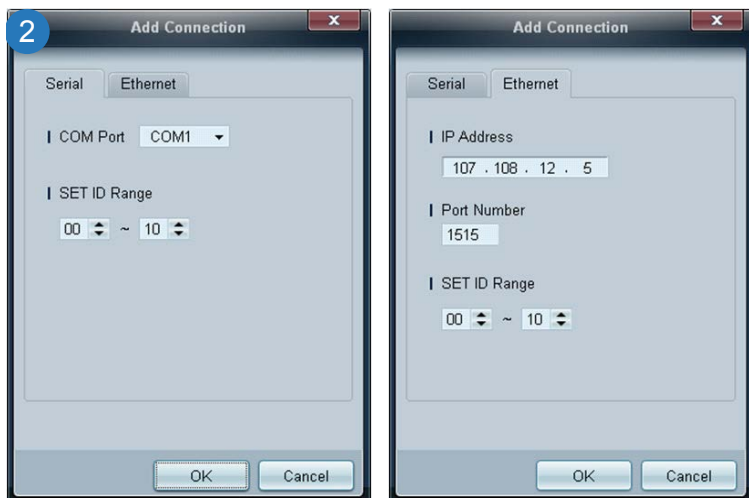 2
Add Connection
x
Serial Ethernet
COM Port COM1
SET ID Range
00 ~ 10
OK Cancel
Add Connection
x
Serial Ethernet
IP Address
107 . 108 . 12 . 5
Port Number
1515
SET ID Range
00 ~ 10
OK Cancel